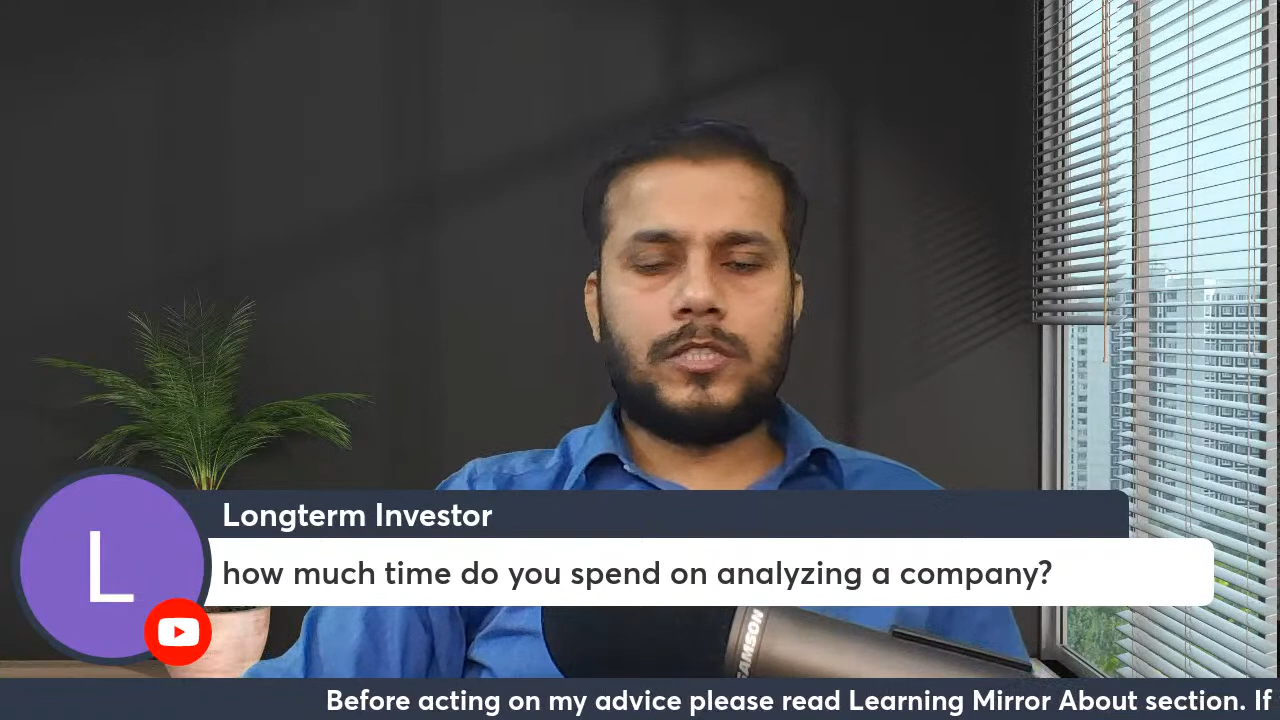 L
Longterm Investor
how much time do you spend on analyzing a company?
SAMSON
Before acting on my advice please read Learning Mirror About section. If